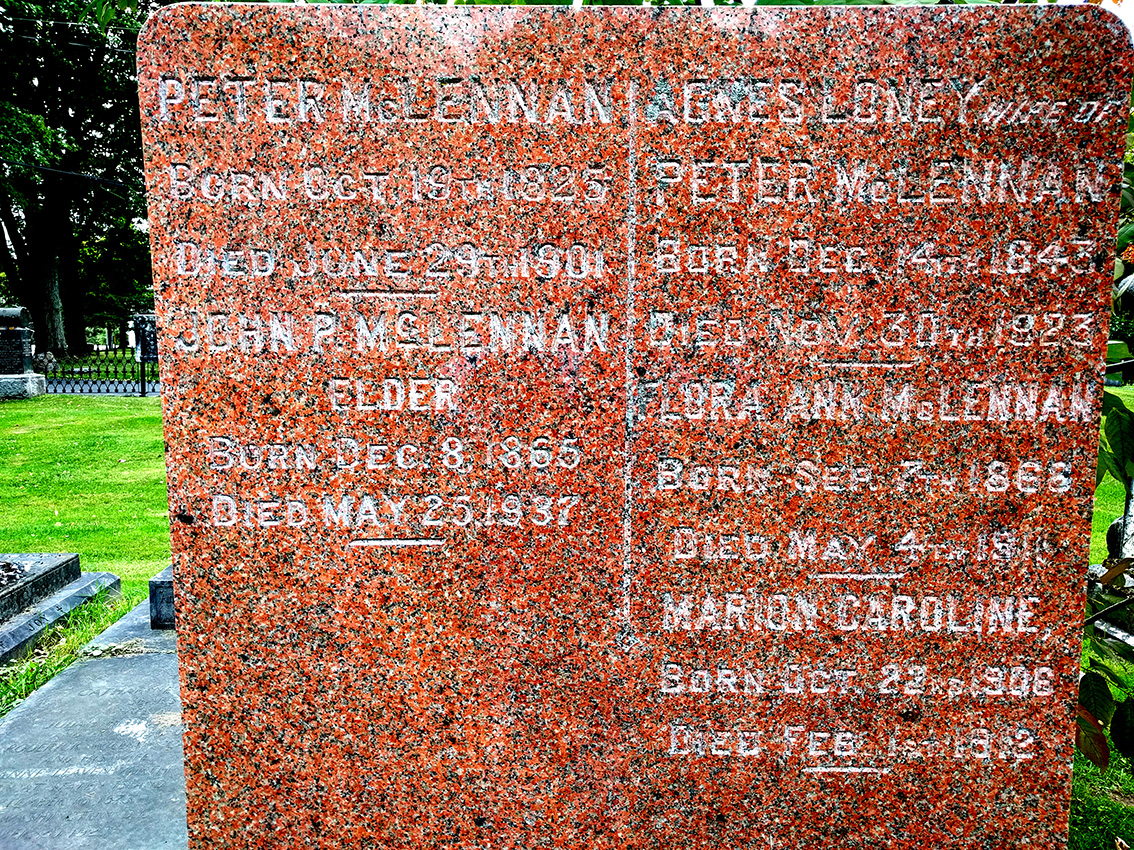 PETER McLENNAN
BORN OCT. 19TH 1825
DIED JUNE 29TH 1901
JOHN P. McLENNAN
ELDER
BORN DEC. 8, 1865
DIED MAY 25, 1937
AGNES LONEY WIFE OF
PETER McLENNAN
BORN DEC. 14TH 1843
DIED NOV. 30TH 1923
FLORA ANN McLENNAN
BORN SEP. 7TH 1866
DIED MAY 4TH
MARION CAROLINE,
BORN OCT. 22ND 1908
DIED FEB. 1ST 1912